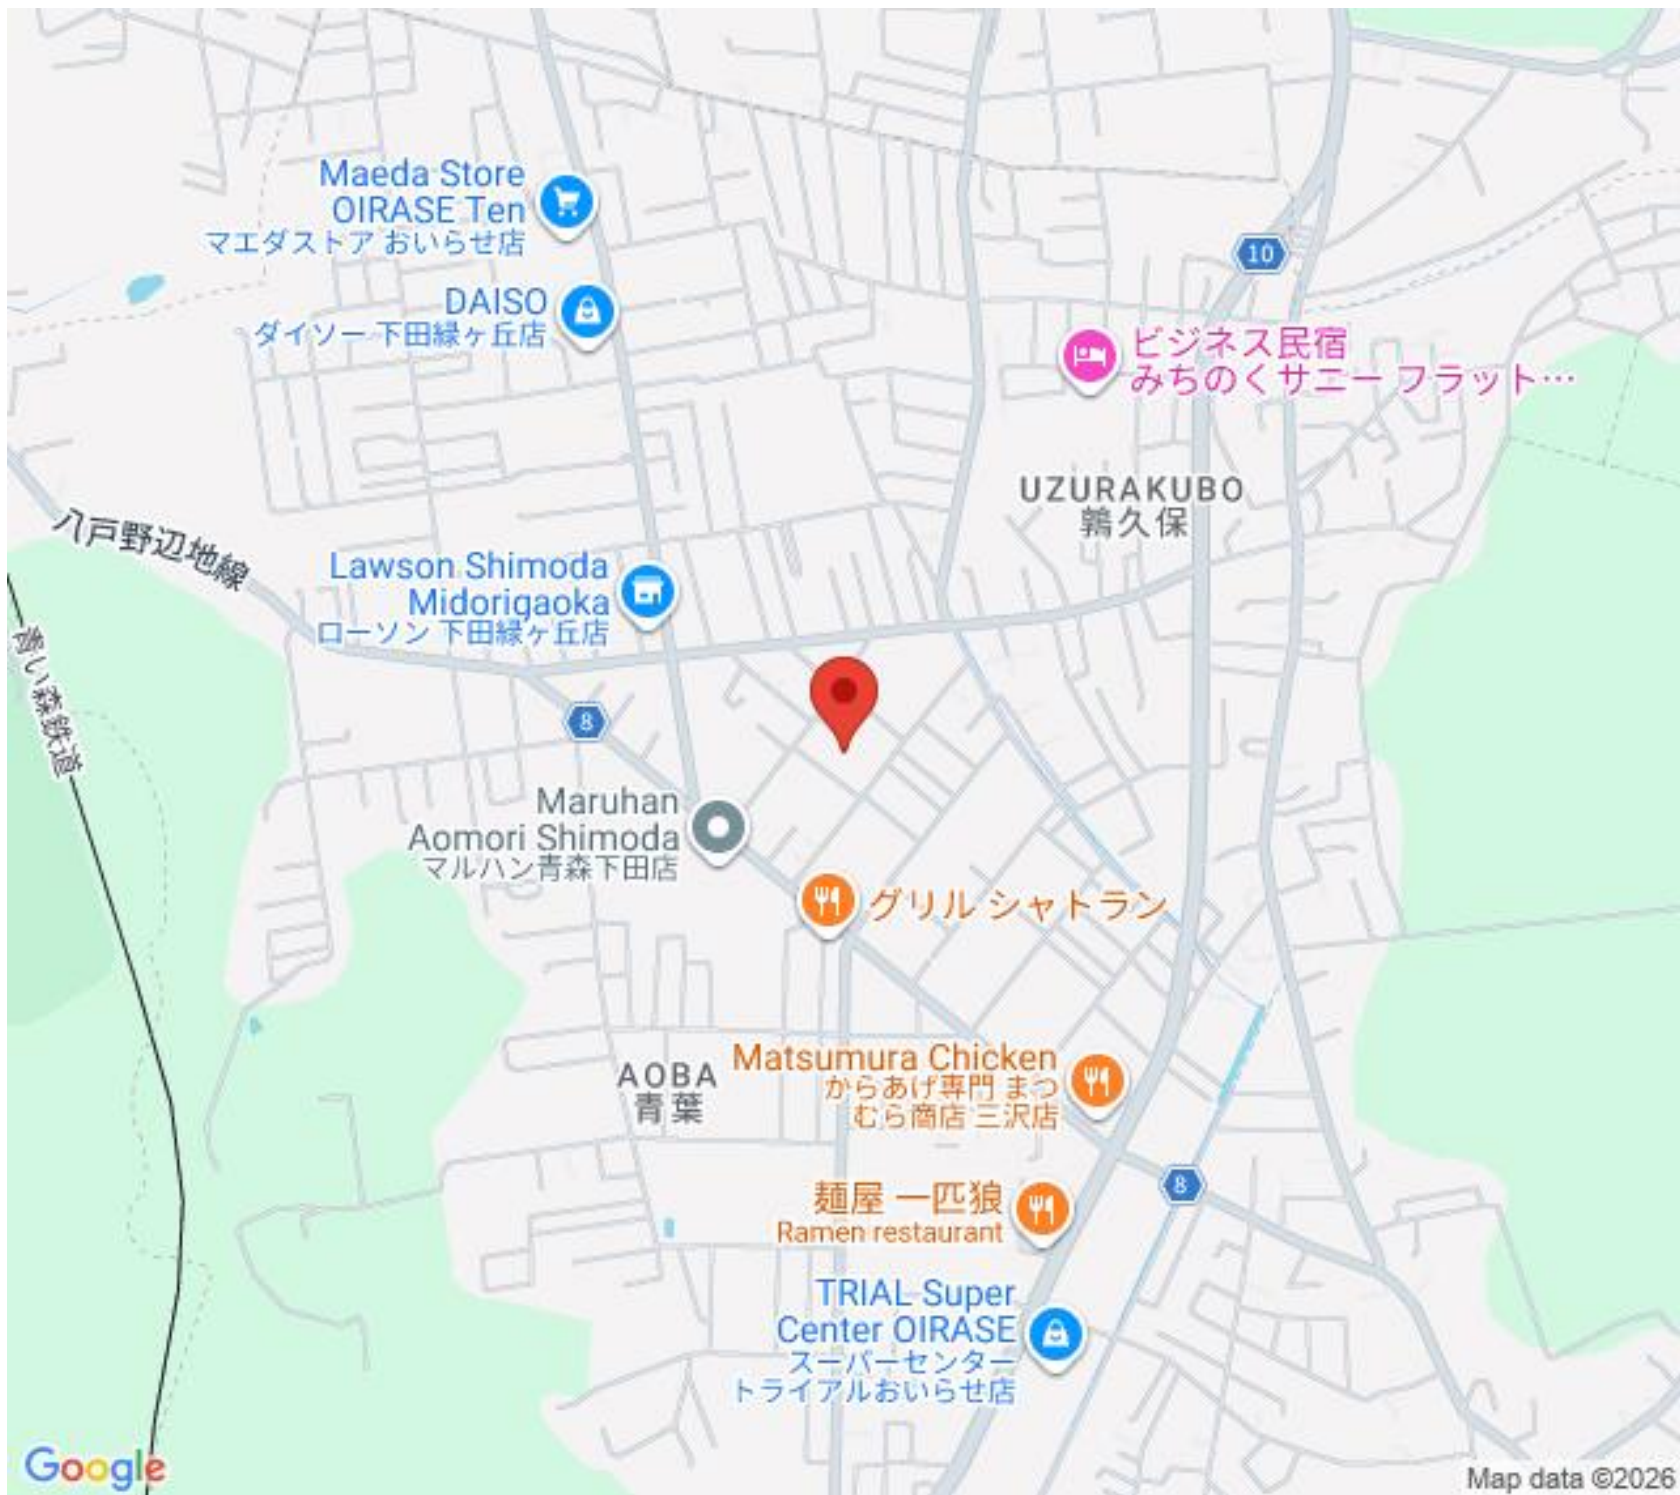 Maeda Store
OIRASE Ten
マエダストア おいらせ店
10
DAISO
ダイソー 下田緑ヶ丘店
ビジネス民宿
みちのくサニー フラット…
UZURAKUBO
鶉久保
八戸野辺地線
Lawson Shimoda
Midorigaoka
ローソン 下田緑ヶ丘店
青い森鉄道
8
Maruhan
Aomori Shimoda
マルハン青森下田店
グリル シャトラン
AOBA
青葉
Matsumura Chicken
からあげ専門 まつ
むら商店 三沢店
8
麺屋 一匹狼
Ramen restaurant
TRIAL Super
Center OIRASE
スーパーセンター
トライアルおいらせ店
Google
Map data ©2026